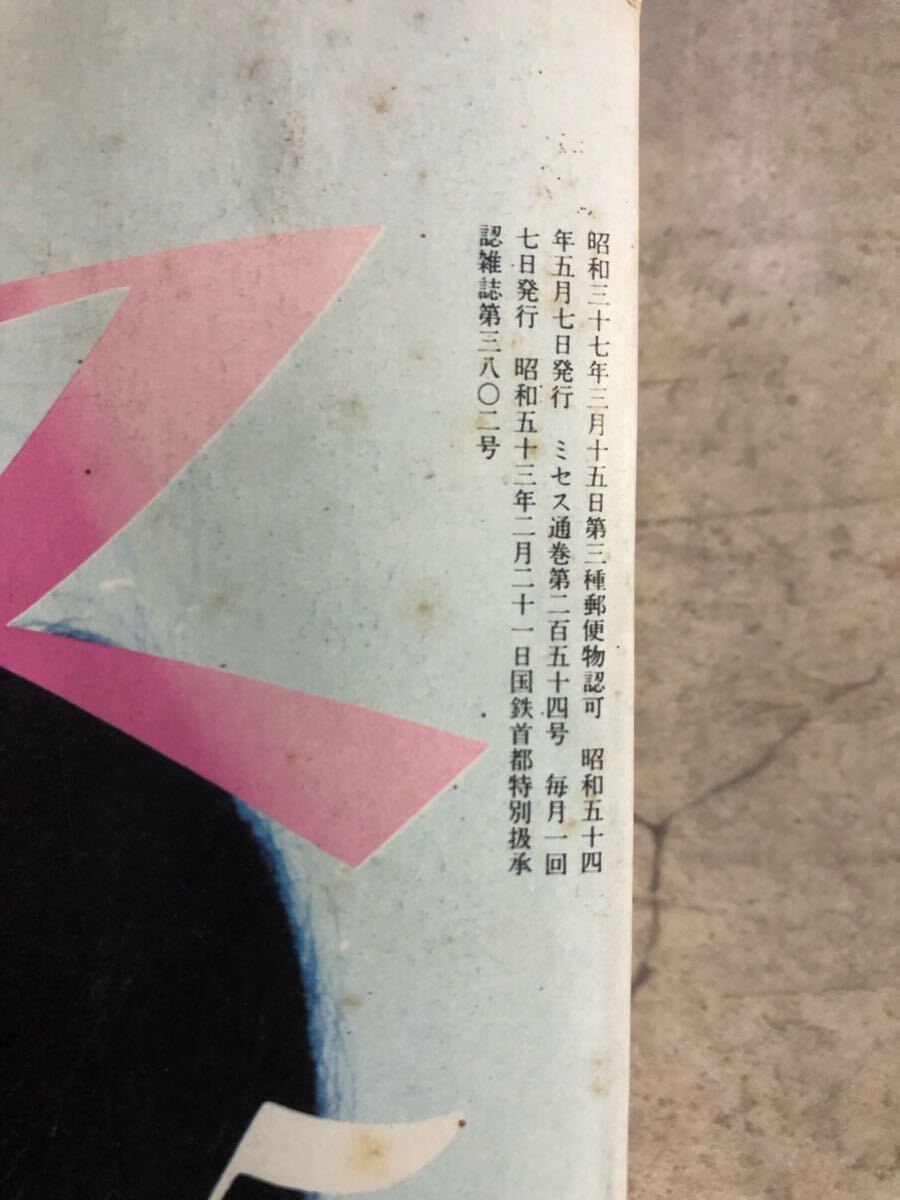 昭和三十七年三月十五日第三種郵便物認可　昭和五十四
年五月七日発行　ミセス通巻第二百五十四号　毎月一回
七日発行　昭和五十三年二月二十一日国鉄首都特別扱承
認雑誌第三八〇二号
ス